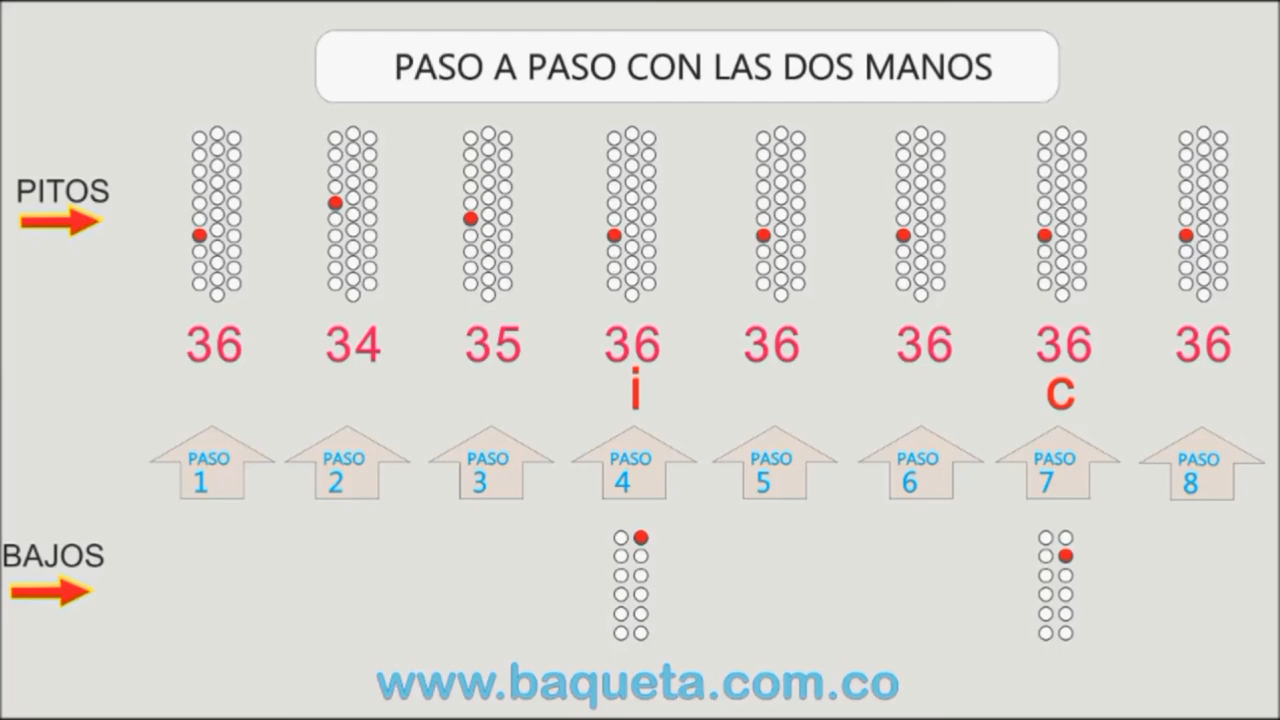 PASO A PASO CON LAS DOS MANOS
PITOS
36 34 35 36 36 36 36 36
i c
PASO PASO PASO PASO PASO PASO PASO PASO
1 2 3 4 5 6 7 8
BAJOS
www.baqueta.com.co